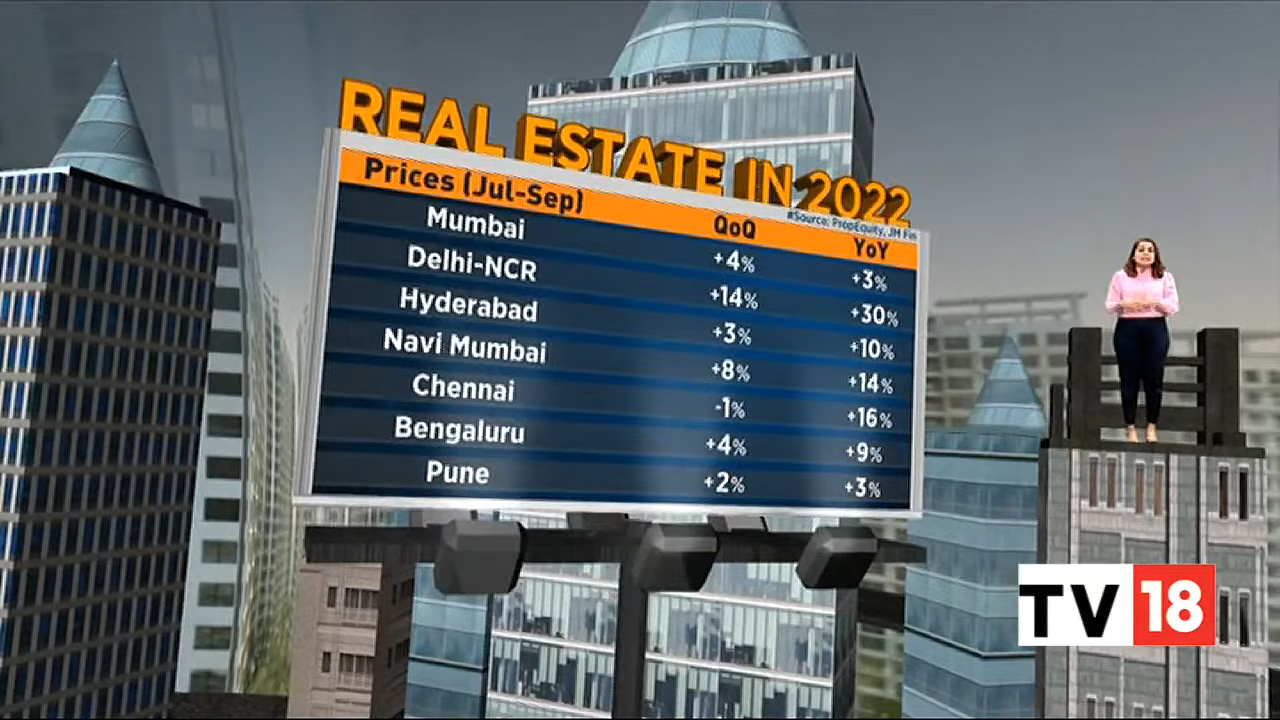 REAL ESTATE IN 2022
#Source: PropEquity, JM Fin
Prices (Jul-Sep) QoQ YoY
Mumbai +4% +3%
Delhi-NCR +14% +30%
Hyderabad +3% +10%
Navi Mumbai +8% +14%
Chennai -1% +16%
Bengaluru +4% +9%
Pune +2% +3%
TV18